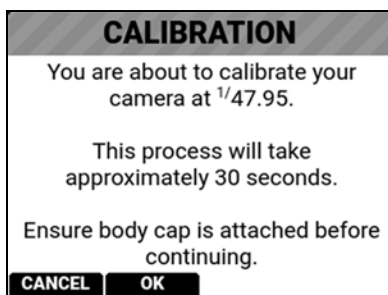 CALIBRATION
You are about to calibrate your
camera at ¹/47.95.
This process will take
approximately 30 seconds.
Ensure body cap is attached before
continuing.
CANCEL OK